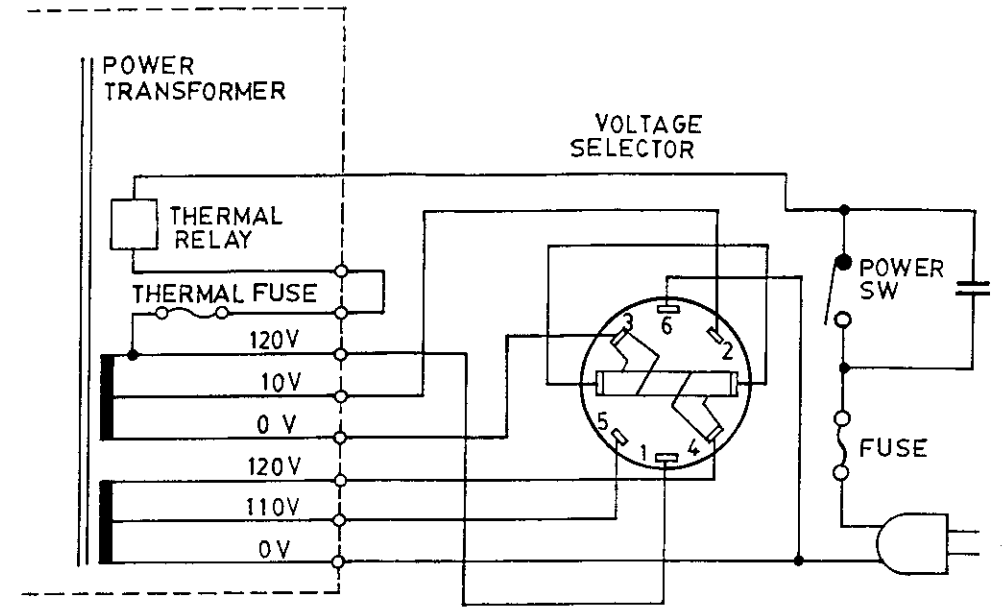 POWER
TRANSFORMER
VOLTAGE
SELECTOR
THERMAL
RELAY
THERMAL FUSE
POWER
SW
120V
10V
0 V
120V
110V
0V
3
6
2
5
1
4
FUSE